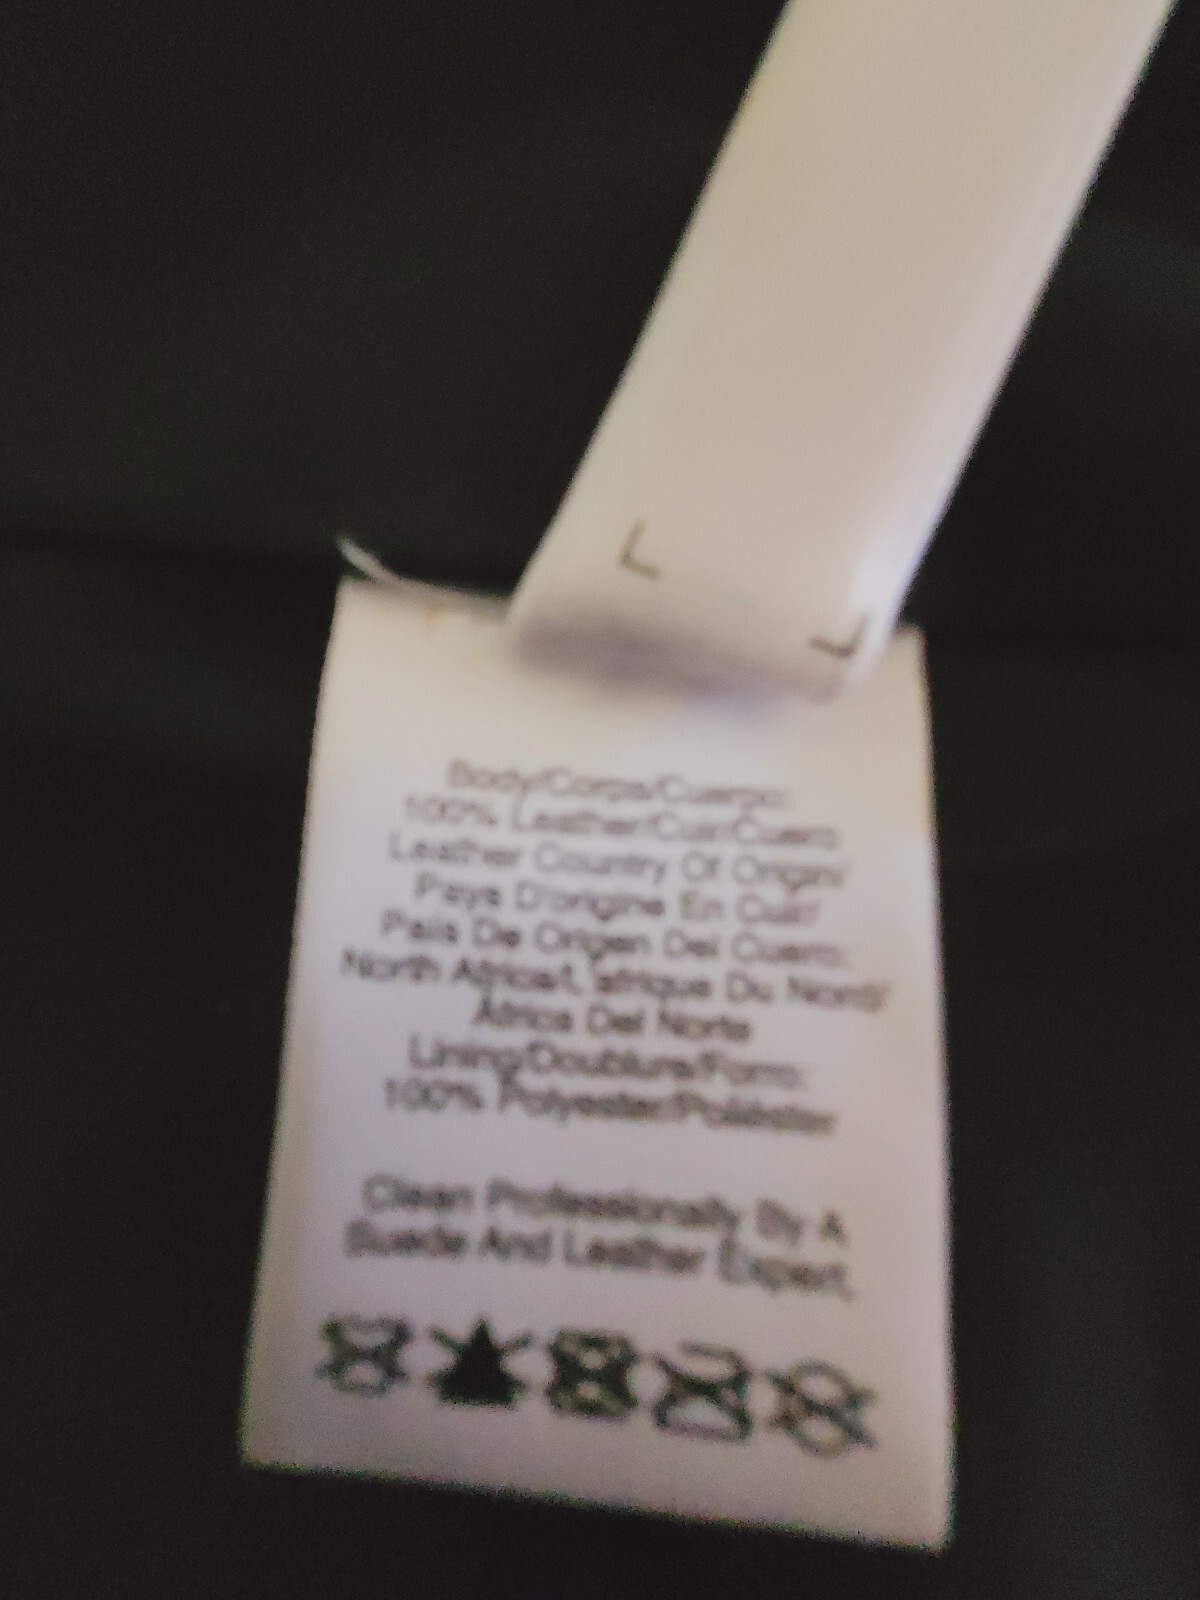 L
L
Body/Corps/Cuerpo:
100% Leather/Cuir/Cuero
Leather Country Of Origin/
Pays D'origine En Cuir/
País De Origen Del Cuero:
North Africa/L'afrique Du Nord/
África Del Norte
Lining/Doublure/Forro:
100% Polyester/Poliéster
Clean Professionally By A
Suede And Leather Expert.